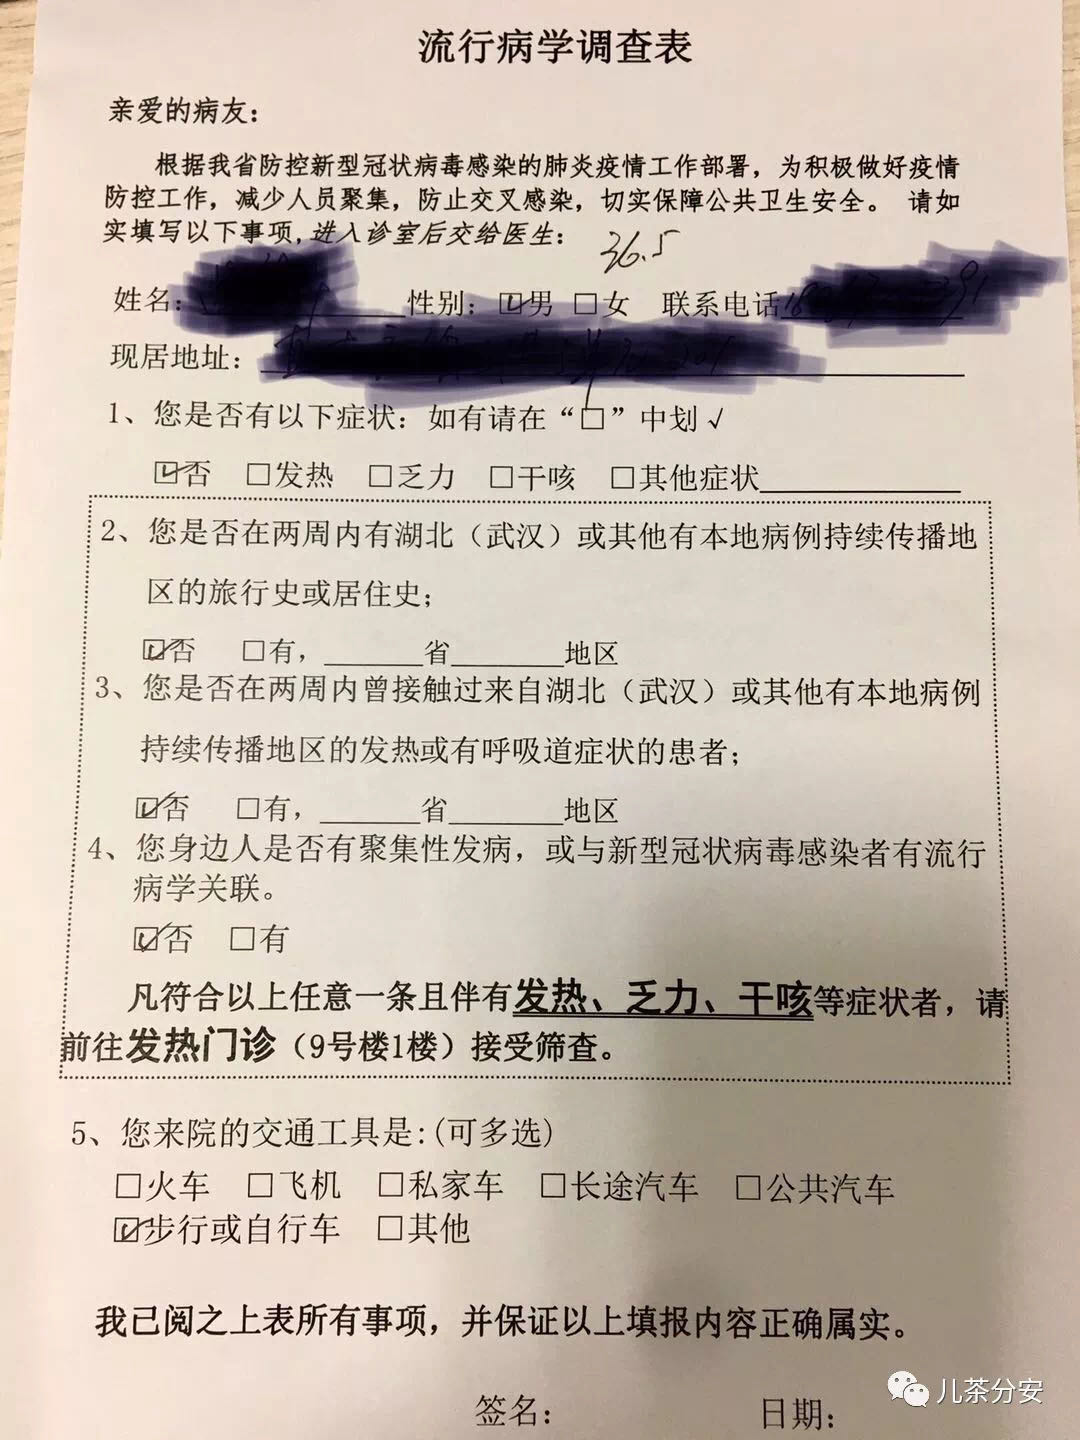 流行病学调查表
亲爱的病友：
根据我省防控新型冠状病毒感染的肺炎疫情工作部署，为积极做好疫情
防控工作，减少人员聚集，防止交叉感染，切实保障公共卫生安全。 请如
实填写以下事项,进入诊室后交给医生：
36.5
姓名： 性别：☑男 □女 联系电话
现居地址：
1、您是否有以下症状：如有请在“□”中划√
☑否 □发热 □乏力 □干咳 □其他症状
2、您是否在两周内有湖北（武汉）或其他有本地病例持续传播地
区的旅行史或居住史；
☑否 □有，______省______地区
3、您是否在两周内曾接触过来自湖北（武汉）或其他有本地病例
持续传播地区的发热或有呼吸道症状的患者；
☑否 □有，______省______地区
4、您身边人是否有聚集性发病，或与新型冠状病毒感染者有流行
病学关联。
☑否 □有
凡符合以上任意一条且伴有发热、乏力、干咳等症状者，请
前往发热门诊（9号楼1楼）接受筛查。
5、您来院的交通工具是:(可多选)
□火车 □飞机 □私家车 □长途汽车 □公共汽车
☑步行或自行车 □其他
我已阅之上表所有事项，并保证以上填报内容正确属实。
签名： 日期：
儿茶分安